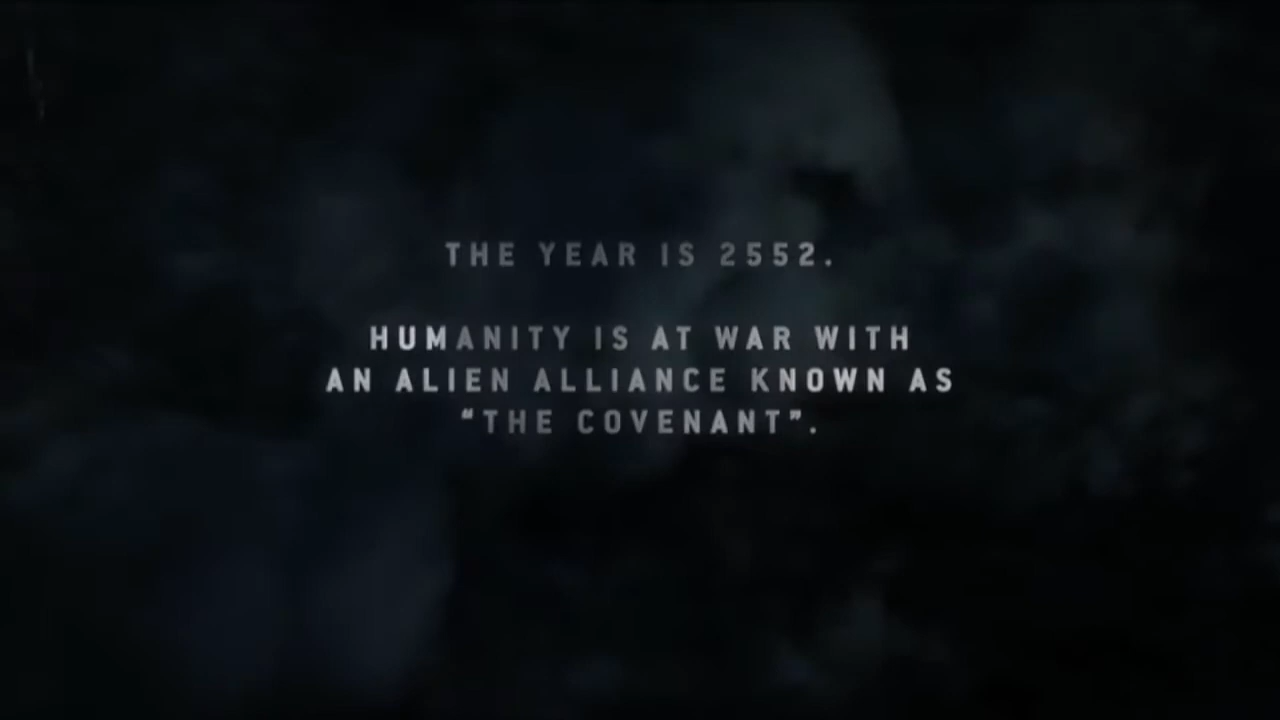 THE YEAR IS 2552.
HUMANITY IS AT WAR WITH
AN ALIEN ALLIANCE KNOWN AS
“THE COVENANT”.